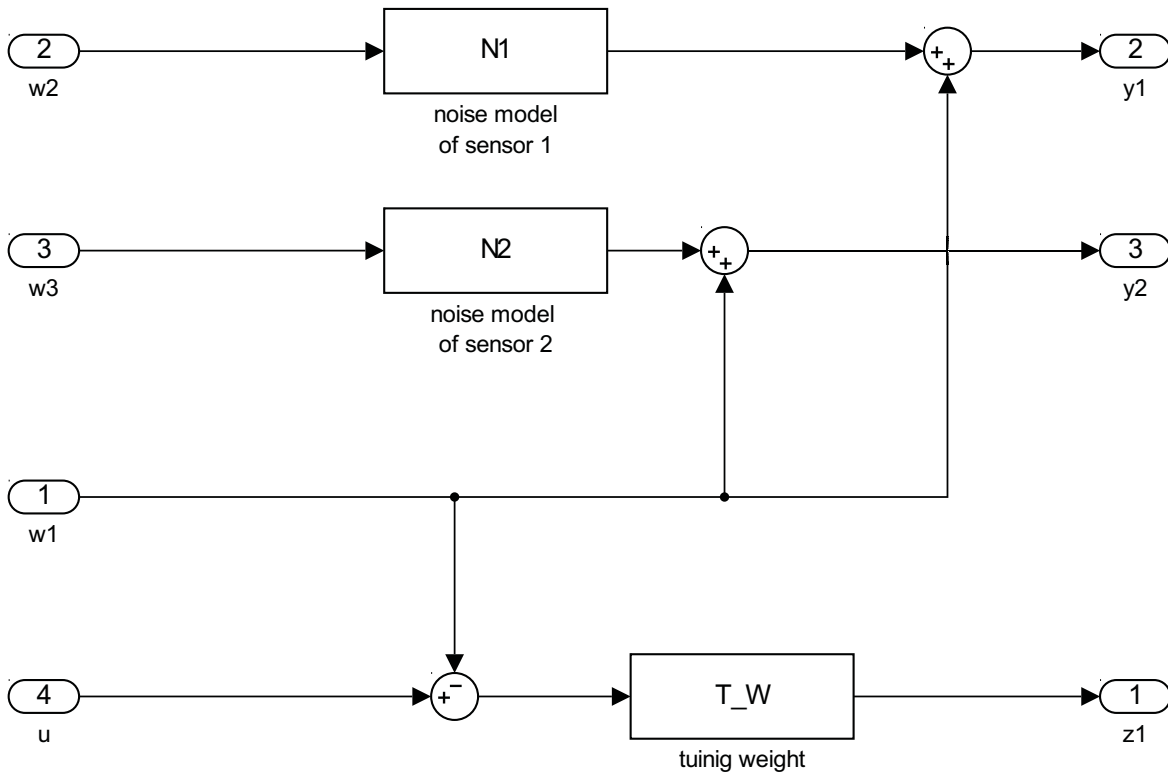 2
w2
N1
noise model
of sensor 1
+
+
2
y1
3
w3
N2
noise model
of sensor 2
+
+
3
y2
1
w1
4
u
+
−
T_W
tuinig weight
1
z1